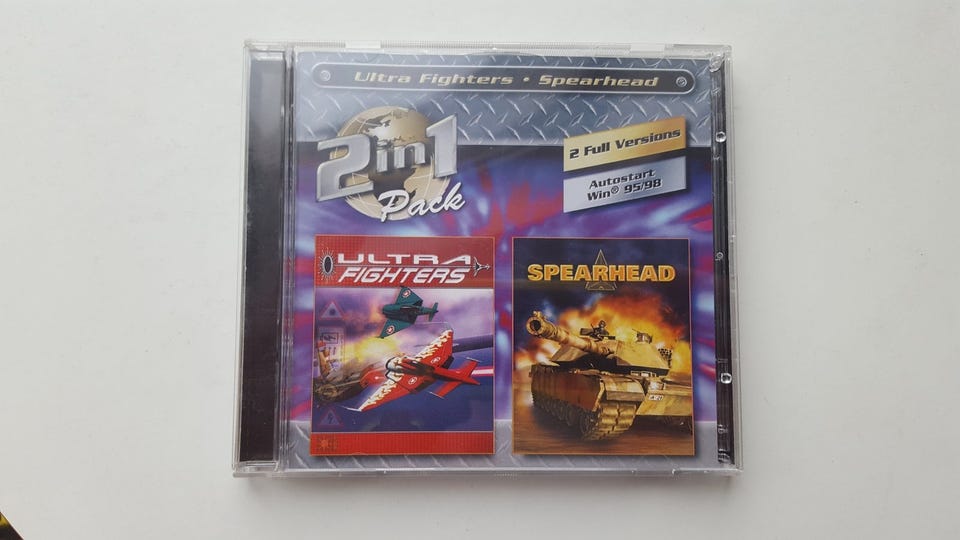 Ultra Fighters • Spearhead
2in1
Pack
2 Full Versions
Autostart
Win® 95/98
ULTRA
FIGHTERS
SPEARHEAD